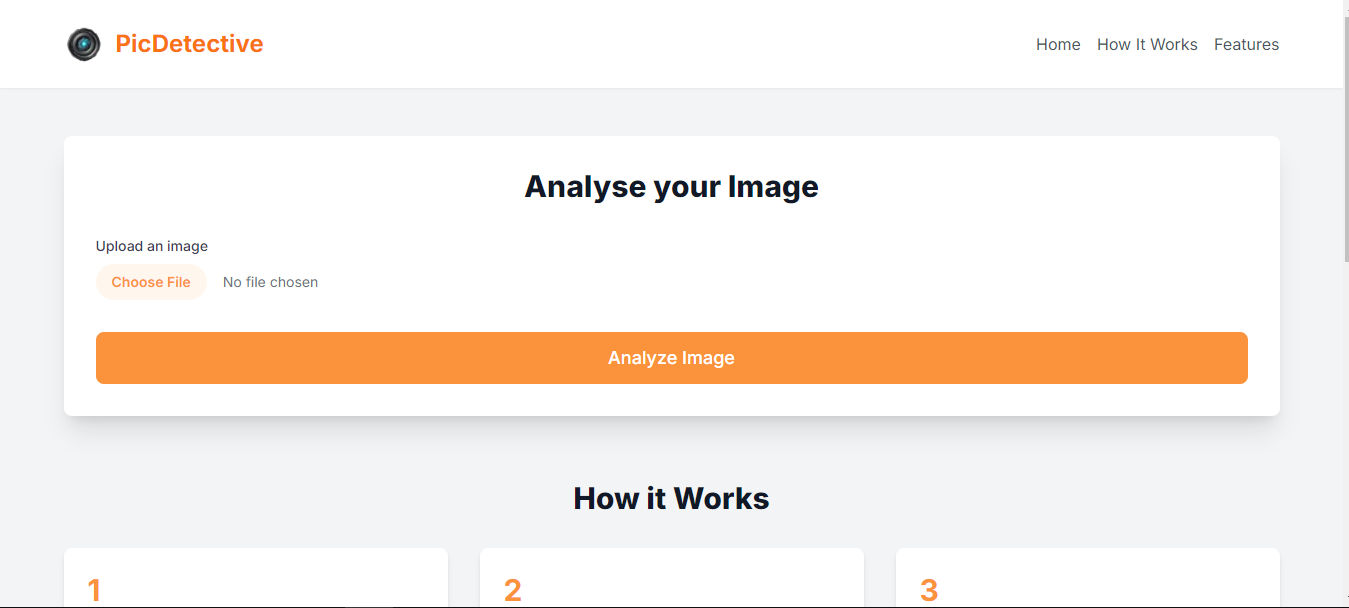 PicDetective
Home How It Works Features
Analyse your Image
Upload an image
Choose File No file chosen
Analyze Image
How it Works
1 2 3